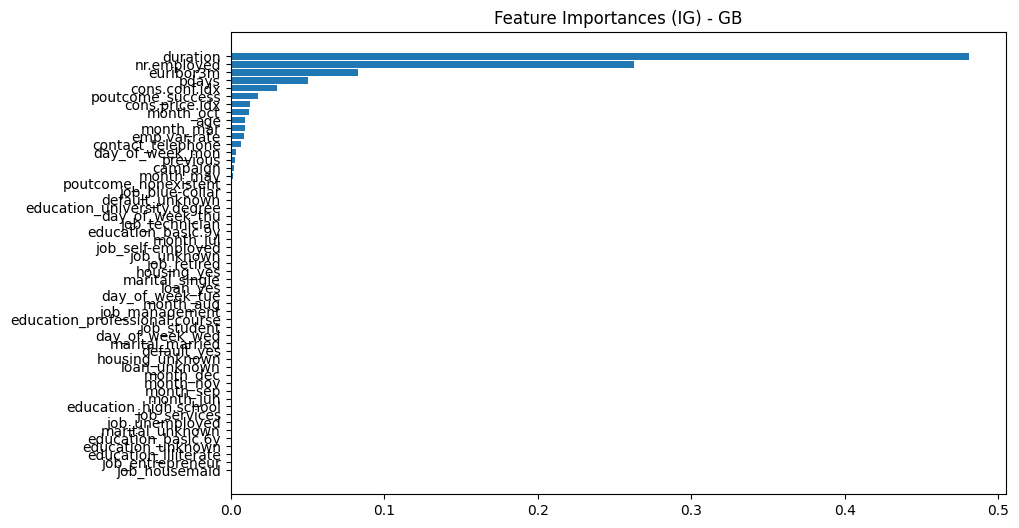 Feature Importances (IG) - GB
duration
nr.employed
euribor3m
pdays
cons.conf.idx
poutcome_success
cons.price.idx
month_oct
age
month_mar
emp.var.rate
contact_telephone
day_of_week_mon
previous
campaign
month_may
poutcome_nonexistent
job_blue-collar
default_unknown
education_university.degree
day_of_week_thu
job_technician
education_basic.9y
month_jul
job_self-employed
job_unknown
job_retired
housing_yes
marital_single
loan_yes
day_of_week_tue
month_aug
job_management
education_professional.course
job_student
day_of_week_wed
marital_married
default_yes
housing_unknown
loan_unknown
month_dec
month_nov
month_sep
month_jun
education_high.school
job_services
job_unemployed
marital_unknown
education_basic.6y
education_unknown
education_illiterate
job_entrepreneur
job_housemaid
0.0 0.1 0.2 0.3 0.4 0.5